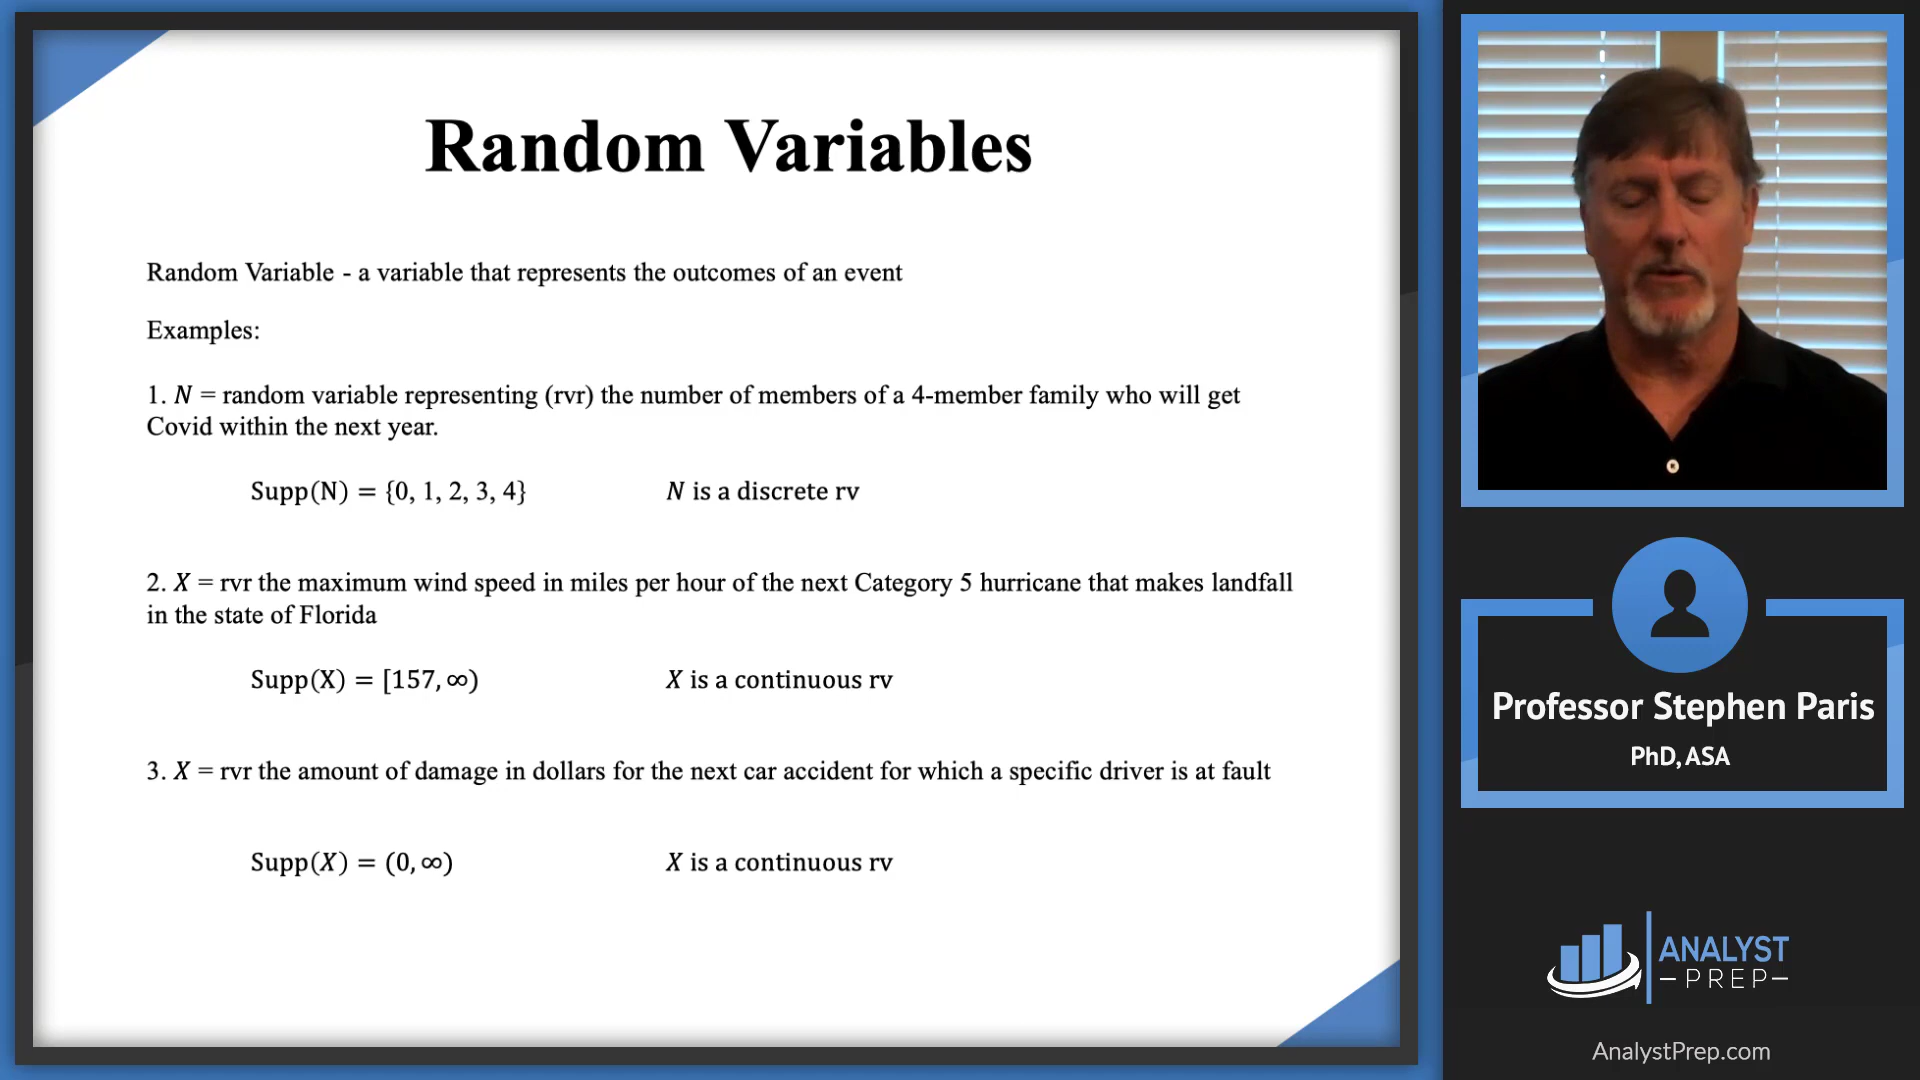 Random Variables
Random Variable - a variable that represents the outcomes of an event
Examples:
1. N = random variable representing (rvr) the number of members of a 4-member family who will get
Covid within the next year.
Supp(N) = {0, 1, 2, 3, 4} N is a discrete rv
2. X = rvr the maximum wind speed in miles per hour of the next Category 5 hurricane that makes landfall
in the state of Florida
Supp(X) = [157, ∞) X is a continuous rv
3. X = rvr the amount of damage in dollars for the next car accident for which a specific driver is at fault
Supp(X) = (0, ∞) X is a continuous rv
Professor Stephen Paris
PhD, ASA
ANALYST
PREP
AnalystPrep.com